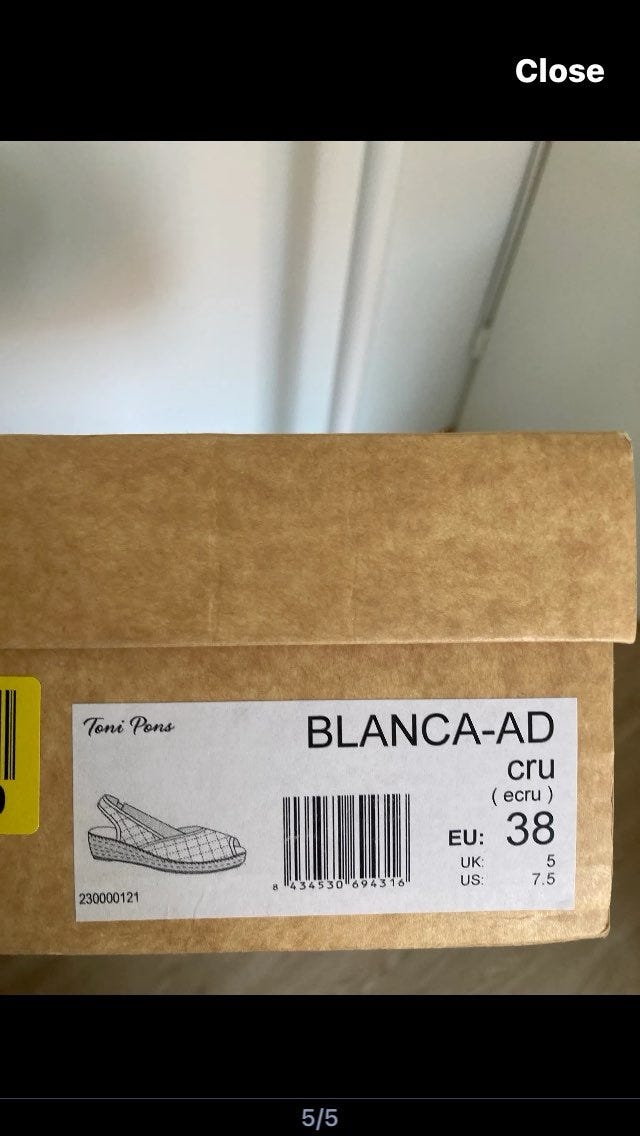 Close
Toni Pons
BLANCA-AD
cru
( ecru )
EU: 38
UK: 5
US: 7.5
8 434530 694316
230000121
5/5